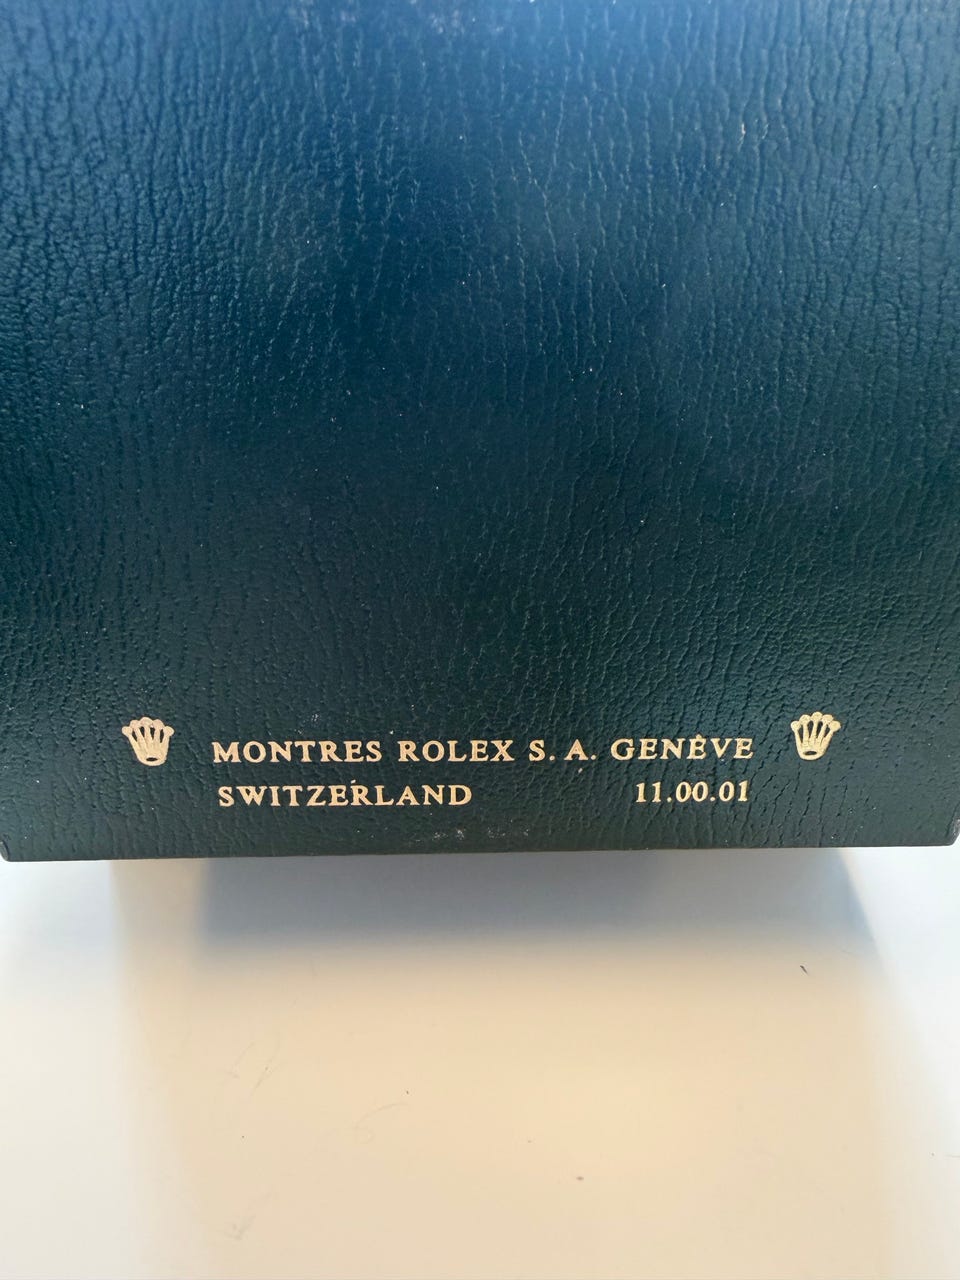 MONTRES ROLEX S. A. GENÈVE
SWITZERLAND 11.00.01